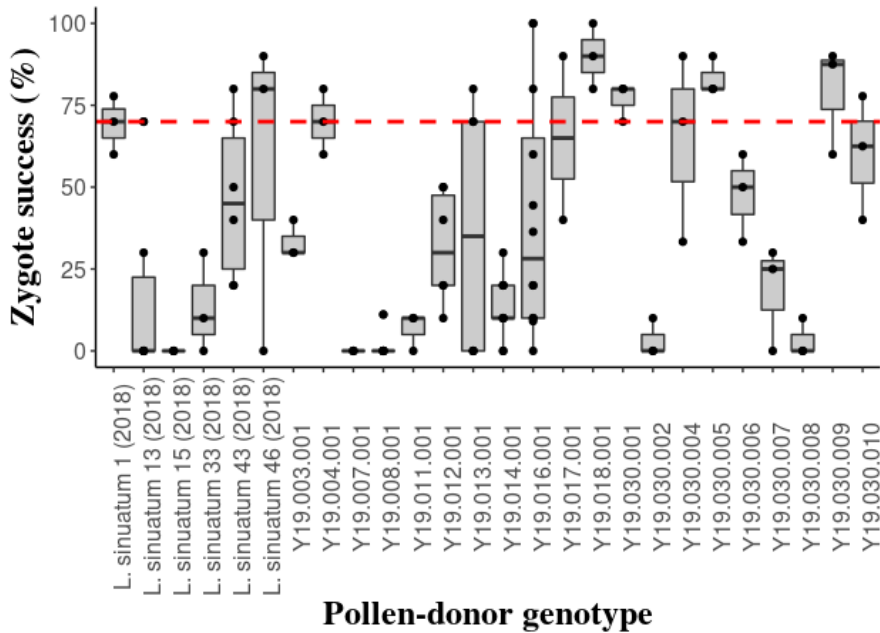 Zygote success (%)
100
75
50
25
0
L. sinuatum 1 (2018)
L. sinuatum 13 (2018)
L. sinuatum 15 (2018)
L. sinuatum 33 (2018)
L. sinuatum 43 (2018)
L. sinuatum 46 (2018)
Y19.003.001
Y19.004.001
Y19.007.001
Y19.008.001
Y19.011.001
Y19.012.001
Y19.013.001
Y19.014.001
Y19.016.001
Y19.017.001
Y19.018.001
Y19.030.001
Y19.030.002
Y19.030.004
Y19.030.005
Y19.030.006
Y19.030.007
Y19.030.008
Y19.030.009
Y19.030.010
Pollen-donor genotype